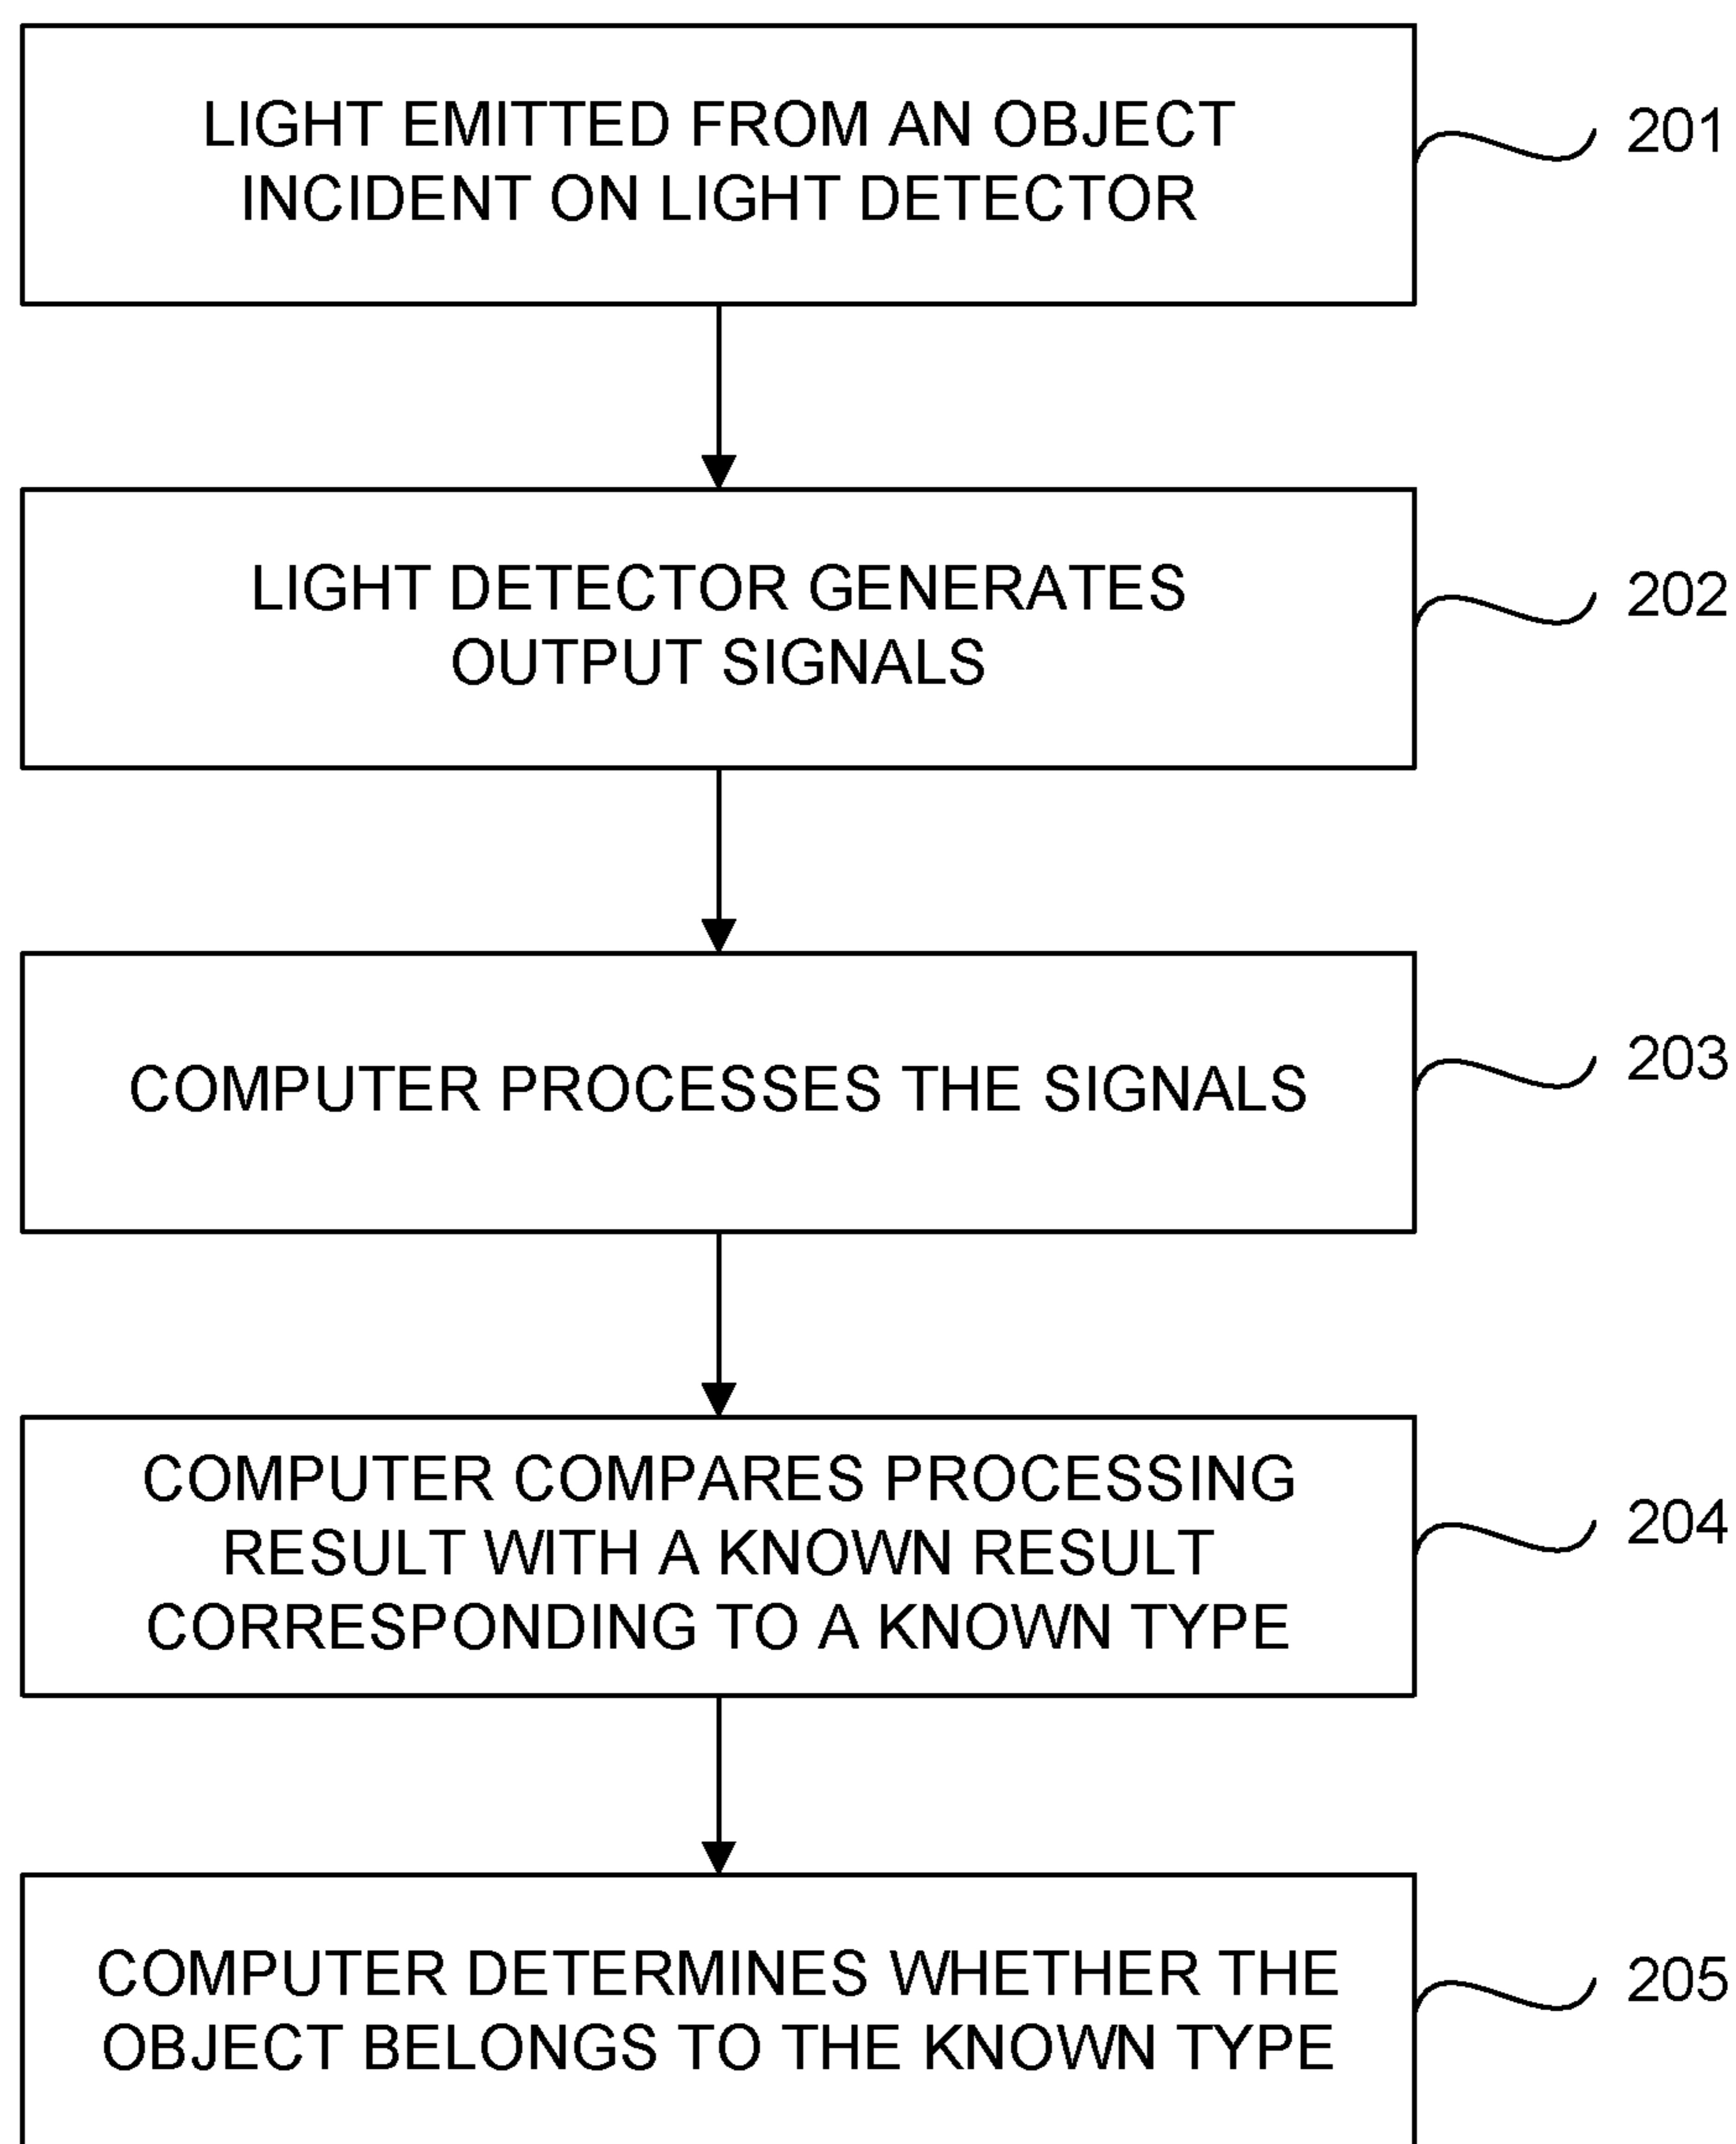 LIGHT EMITTED FROM AN OBJECT
INCIDENT ON LIGHT DETECTOR
201
LIGHT DETECTOR GENERATES
OUTPUT SIGNALS
202
COMPUTER PROCESSES THE SIGNALS
203
COMPUTER COMPARES PROCESSING
RESULT WITH A KNOWN RESULT
CORRESPONDING TO A KNOWN TYPE
204
COMPUTER DETERMINES WHETHER THE
OBJECT BELONGS TO THE KNOWN TYPE
205